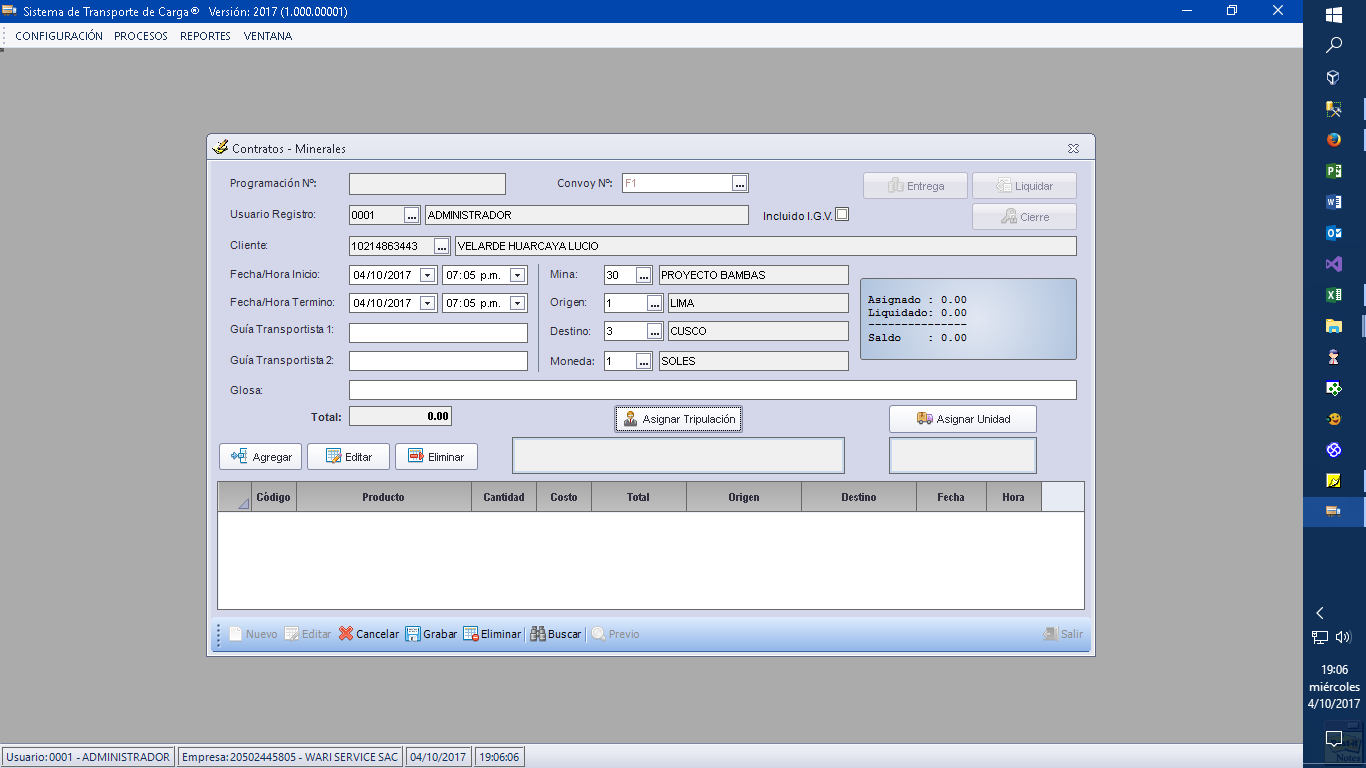 Sistema de Transporte de Carga® Versión: 2017 (1.000.00001)
CONFIGURACIÓN PROCESOS REPORTES VENTANA
Contratos - Minerales
Programación Nº: Convoy Nº: F1 ... Entrega Liquidar
Usuario Registro: 0001 ... ADMINISTRADOR Incluido I.G.V. Cierre
Cliente: 10214863443 ... VELARDE HUARCAYA LUCIO
Fecha/Hora Inicio: 04/10/2017 07:05 p.m. Mina: 30 ... PROYECTO BAMBAS
Fecha/Hora Termino: 04/10/2017 07:05 p.m. Origen: 1 ... LIMA
Guía Transportista 1: Destino: 3 ... CUSCO
Guía Transportista 2: Moneda: 1 ... SOLES
Asignado : 0.00
Liquidado: 0.00
---------------
Saldo : 0.00
Glosa:
Total: 0.00 Asignar Tripulación Asignar Unidad
Agregar Editar Eliminar
Código Producto Cantidad Costo Total Origen Destino Fecha Hora
Nuevo Editar Cancelar Grabar Eliminar Buscar Previo Salir
Usuario: 0001 - ADMINISTRADOR Empresa: 20502445805 - WARI SERVICE SAC 04/10/2017 19:06:06
19:06
miércoles
4/10/2017